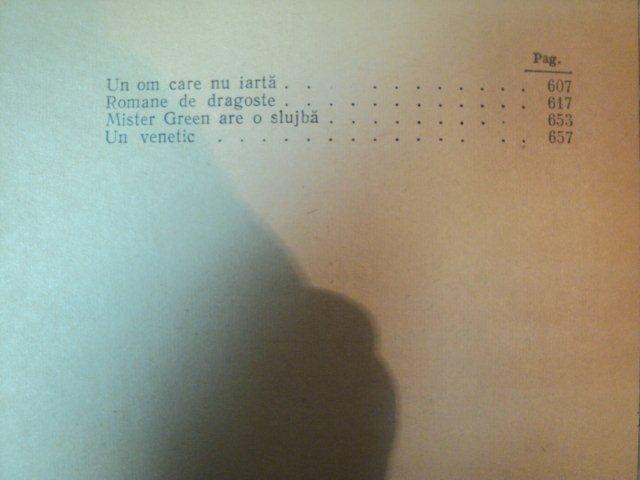 Pag.
Un om care nu iartă . . . . . . . . . . . . 607
Romane de dragoste . . . . . . . . . . . . 617
Mister Green are o slujbă . . . . . . . . . . 653
Un venetic . . . . . . . . . . . . . . 657